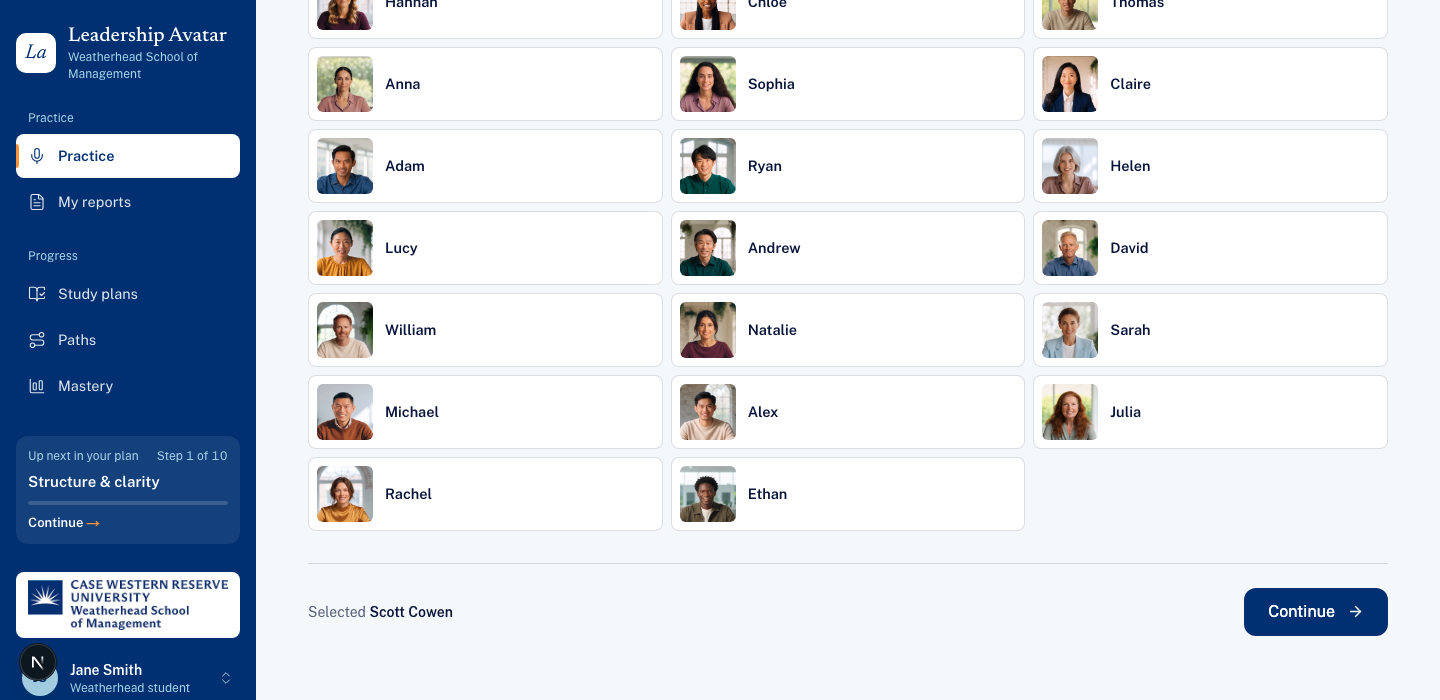 La
Leadership Avatar
Weatherhead School of
Management
Practice
Practice
My reports
Progress
Study plans
Paths
Mastery
Up next in your plan Step 1 of 10
Structure & clarity
Continue →
CASE WESTERN RESERVE
UNIVERSITY
Weatherhead School
of Management
N
Jane Smith
Weatherhead student
Hannah
Chloe
Thomas
Anna
Sophia
Claire
Adam
Ryan
Helen
Lucy
Andrew
David
William
Natalie
Sarah
Michael
Alex
Julia
Rachel
Ethan
Selected Scott Cowen
Continue →